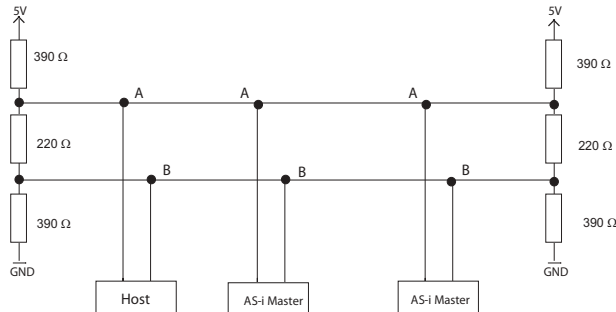 5V 5V
390 Ω 390 Ω
A A A
220 Ω 220 Ω
B B B
390 Ω 390 Ω
GND GND
Host AS-i Master AS-i Master